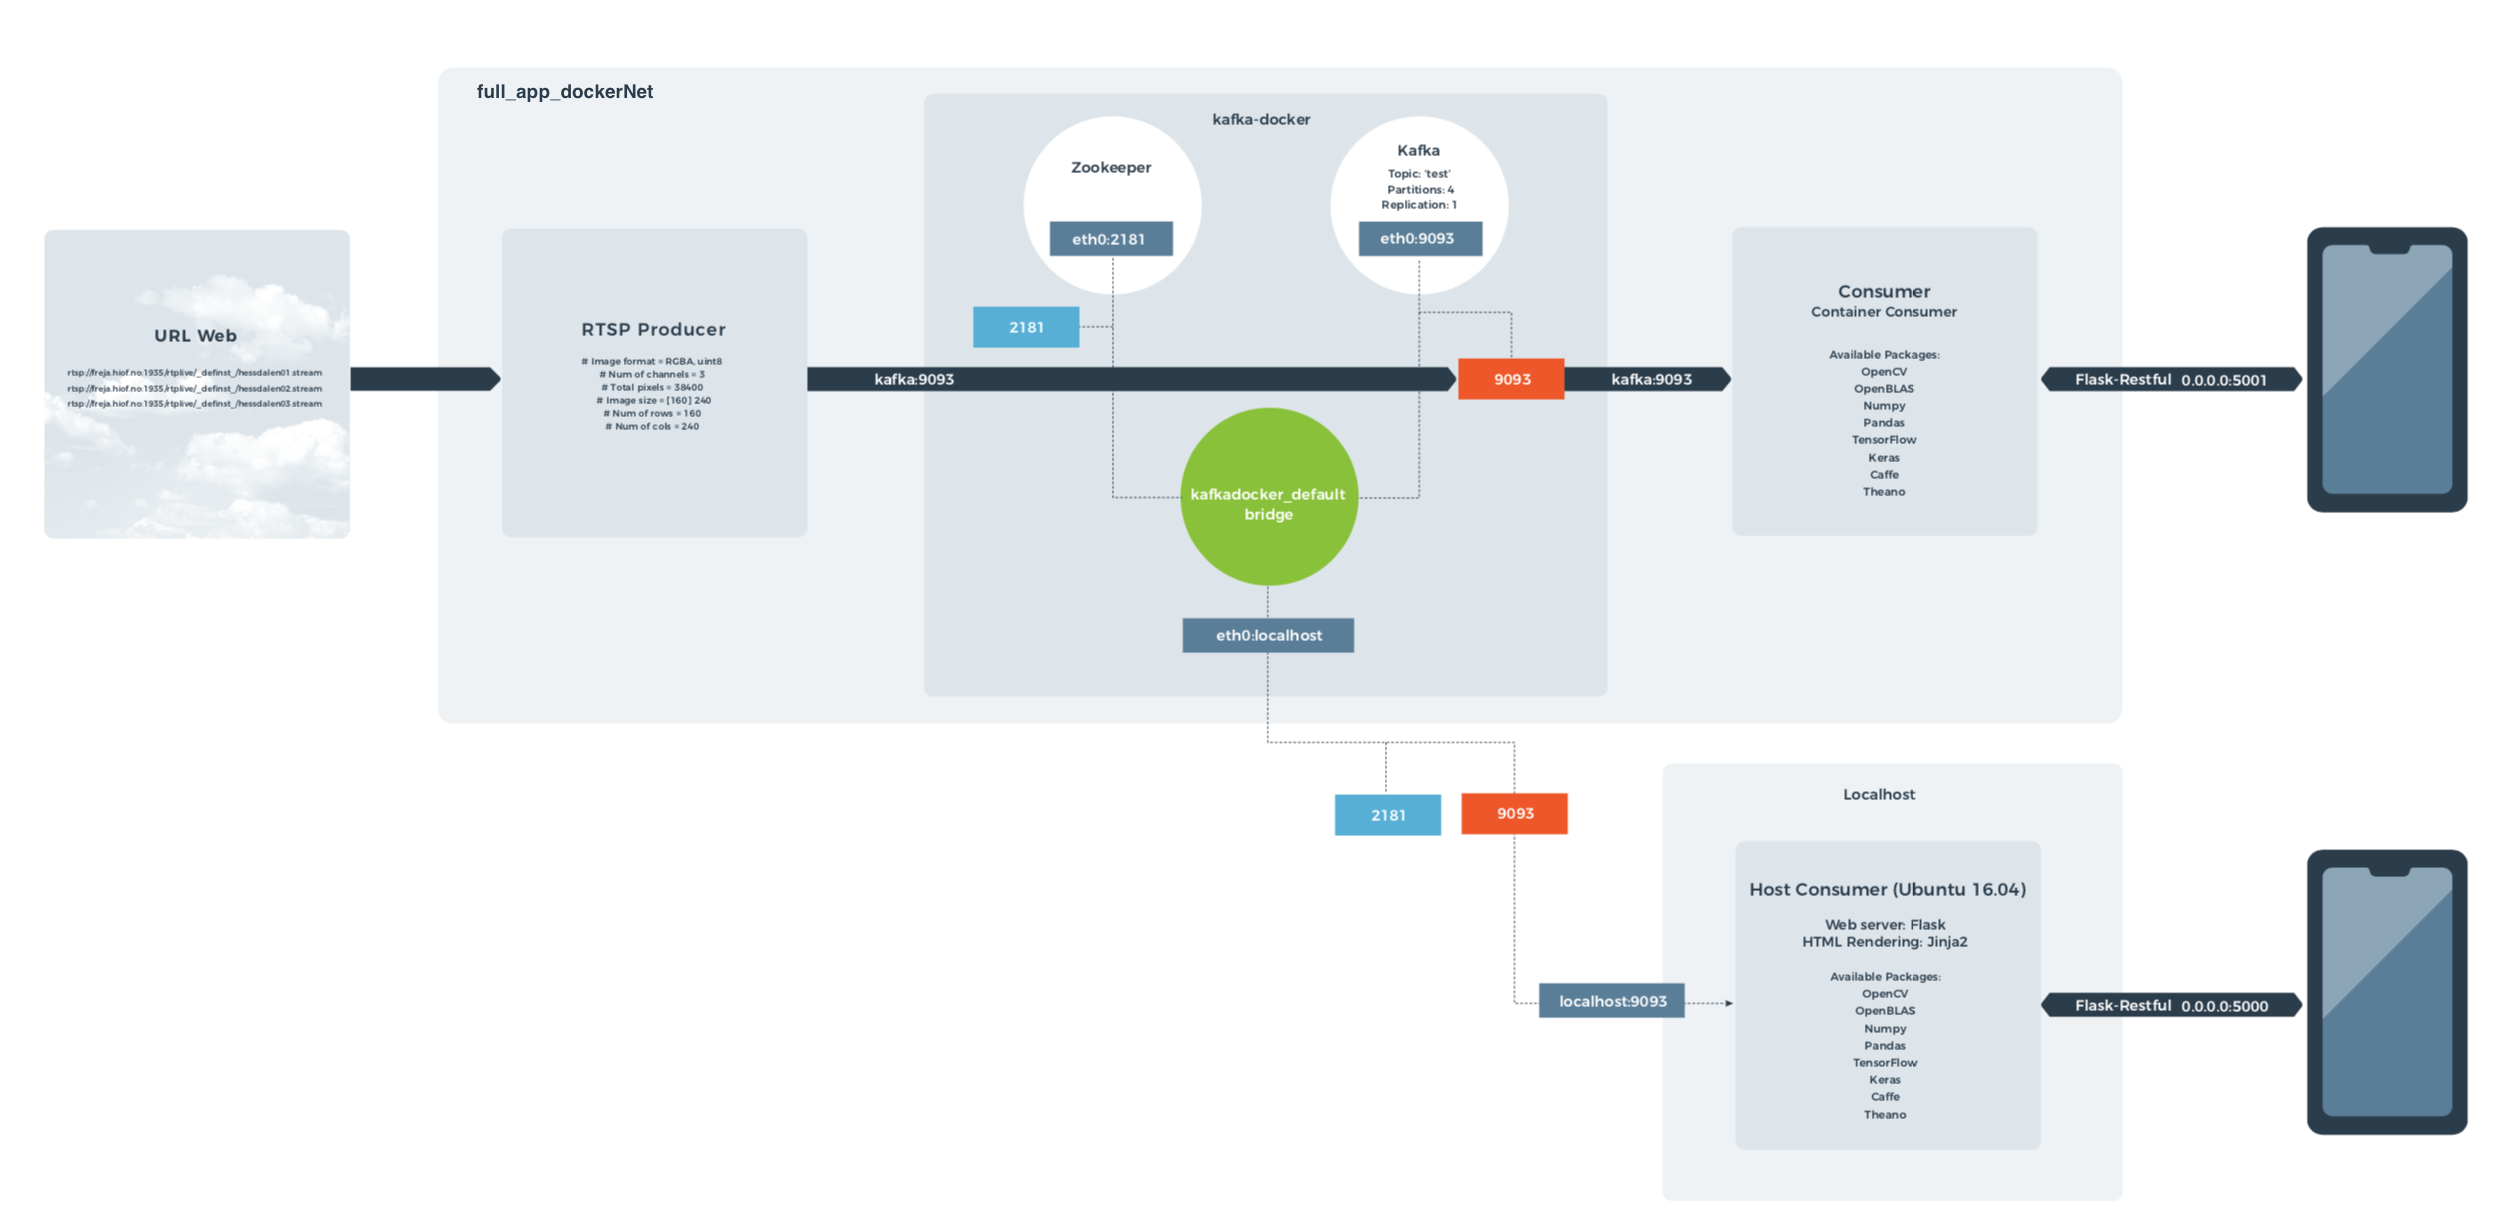 full_app_dockerNet
kafka-docker
Zookeeper
eth0:2181
Kafka
Topic: 'test'
Partitions: 4
Replication: 1
eth0:9093
2181
URL Web
rtsp://freja.hiof.no:1935/rtplive/_definst_/hessdalen01.stream
rtsp://freja.hiof.no:1935/rtplive/_definst_/hessdalen02.stream
rtsp://freja.hiof.no:1935/rtplive/_definst_/hessdalen03.stream
RTSP Producer
# Image format = RGBA, uint8
# Num of channels = 3
# Total pixels = 38400
# Image size = [160] 240
# Num of rows = 160
# Num of cols = 240
kafka:9093
9093
kafka:9093
Consumer
Container Consumer
Available Packages:
OpenCV
OpenBLAS
Numpy
Pandas
TensorFlow
Keras
Caffe
Theano
Flask-Restful 0.0.0.0:5001
kafkadocker_default
bridge
eth0:localhost
2181
9093
localhost:9093
Localhost
Host Consumer (Ubuntu 16.04)
Web server: Flask
HTML Rendering: Jinja2
Available Packages:
OpenCV
OpenBLAS
Numpy
Pandas
TensorFlow
Keras
Caffe
Theano
Flask-Restful 0.0.0.0:5000